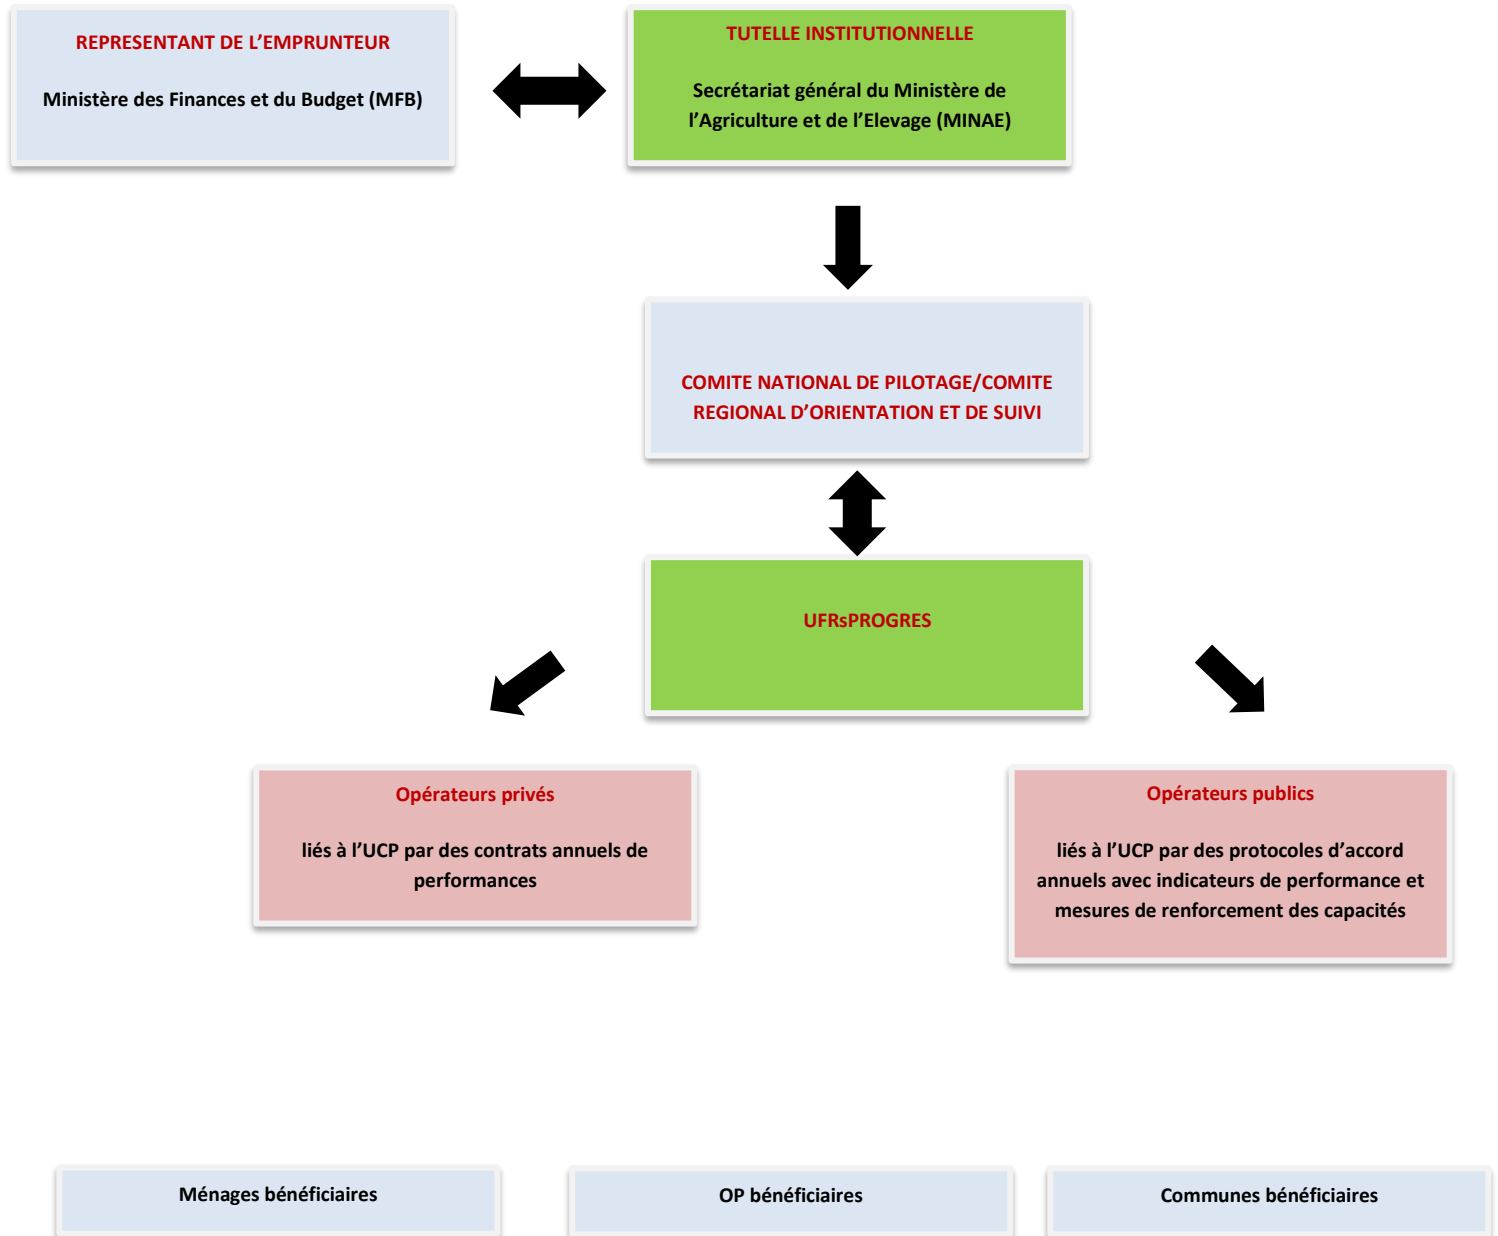 REPRESENTANT DE L’EMPRUNTEUR
Ministère des Finances et du Budget (MFB)
TUTELLE INSTITUTIONNELLE
Secrétariat général du Ministère de
l’Agriculture et de l’Elevage (MINAE)
COMITE NATIONAL DE PILOTAGE/COMITE
REGIONAL D’ORIENTATION ET DE SUIVI
UFRsPROGRES
Opérateurs privés
liés à l’UCP par des contrats annuels de
performances
Opérateurs publics
liés à l’UCP par des protocoles d’accord
annuels avec indicateurs de performance et
mesures de renforcement des capacités
Ménages bénéficiaires
OP bénéficiaires
Communes bénéficiaires